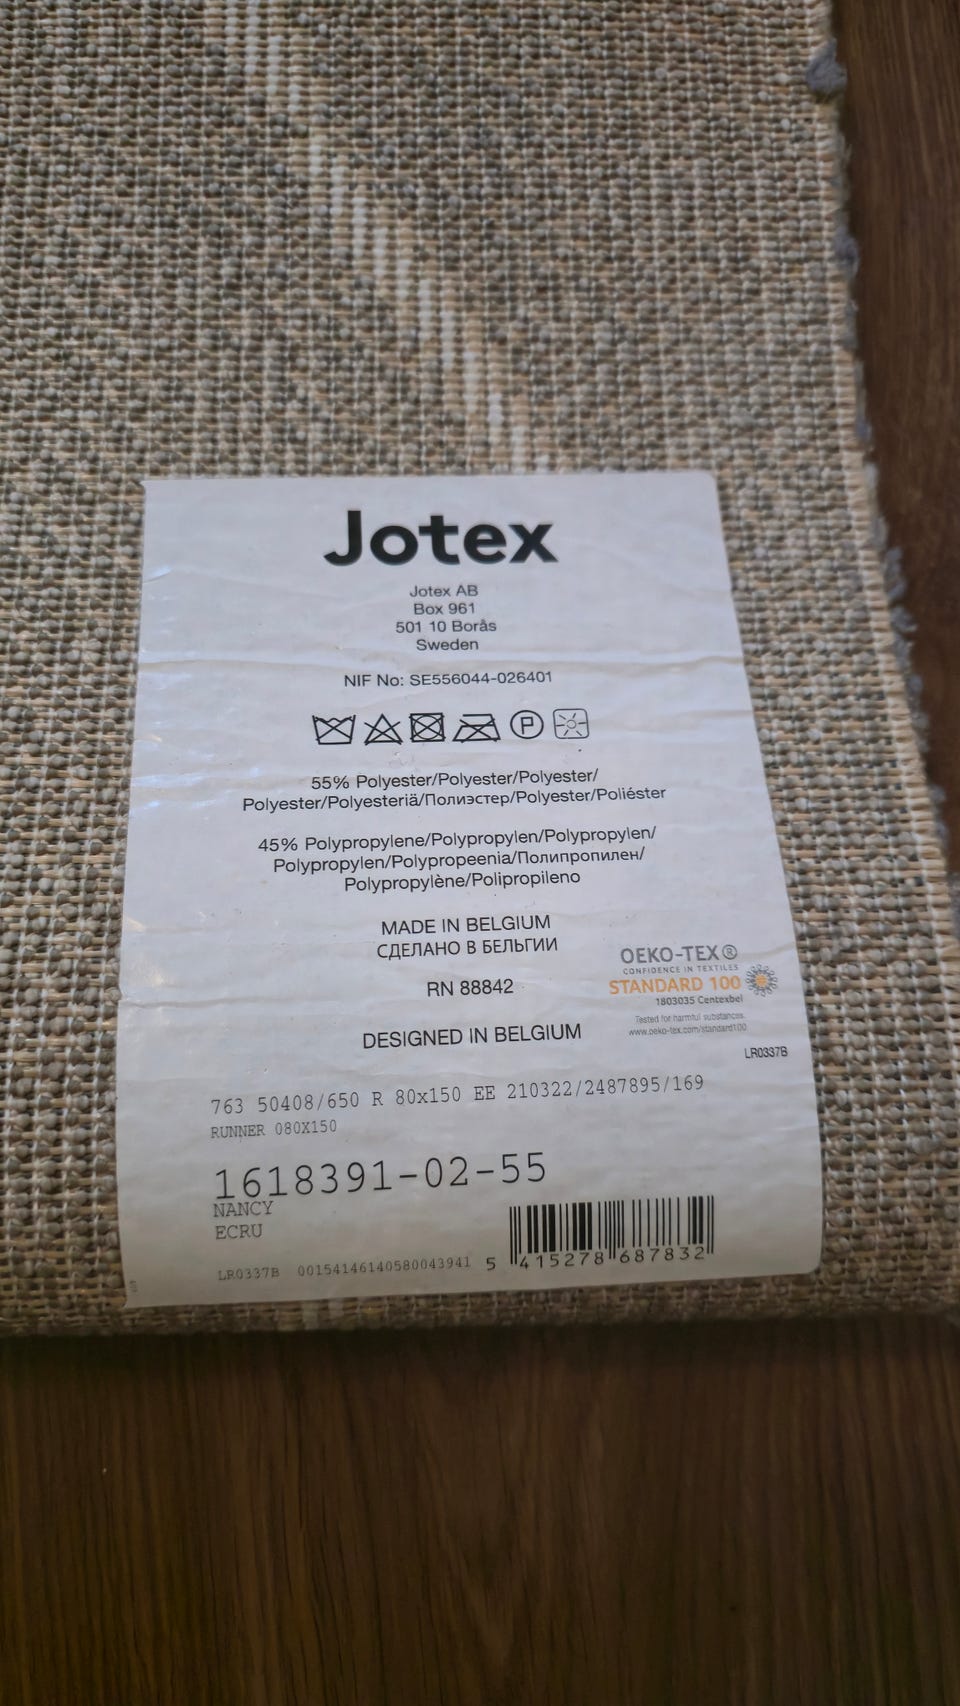 Jotex
Jotex AB
Box 961
501 10 Borås
Sweden
NIF No: SE556044-026401
P
55% Polyester/Polyester/Polyester/
Polyester/Polyesteriä/Полиэстер/Polyester/Poliéster
45% Polypropylene/Polypropylen/Polypropylen/
Polypropylen/Polypropeenia/Полипропилен/
Polypropylène/Polipropileno
MADE IN BELGIUM
СДЕЛАНО В БЕЛЬГИИ
RN 88842
DESIGNED IN BELGIUM
OEKO-TEX®
CONFIDENCE IN TEXTILES
STANDARD 100
1803035 Centexbel
Tested for harmful substances.
www.oeko-tex.com/standard100
LR0337B
763 50408/650 R 80x150 EE 210322/2487895/169
RUNNER 080X150
1618391-02-55
NANCY
ECRU
LR0337B 00154146140580043941
5 415278 687832